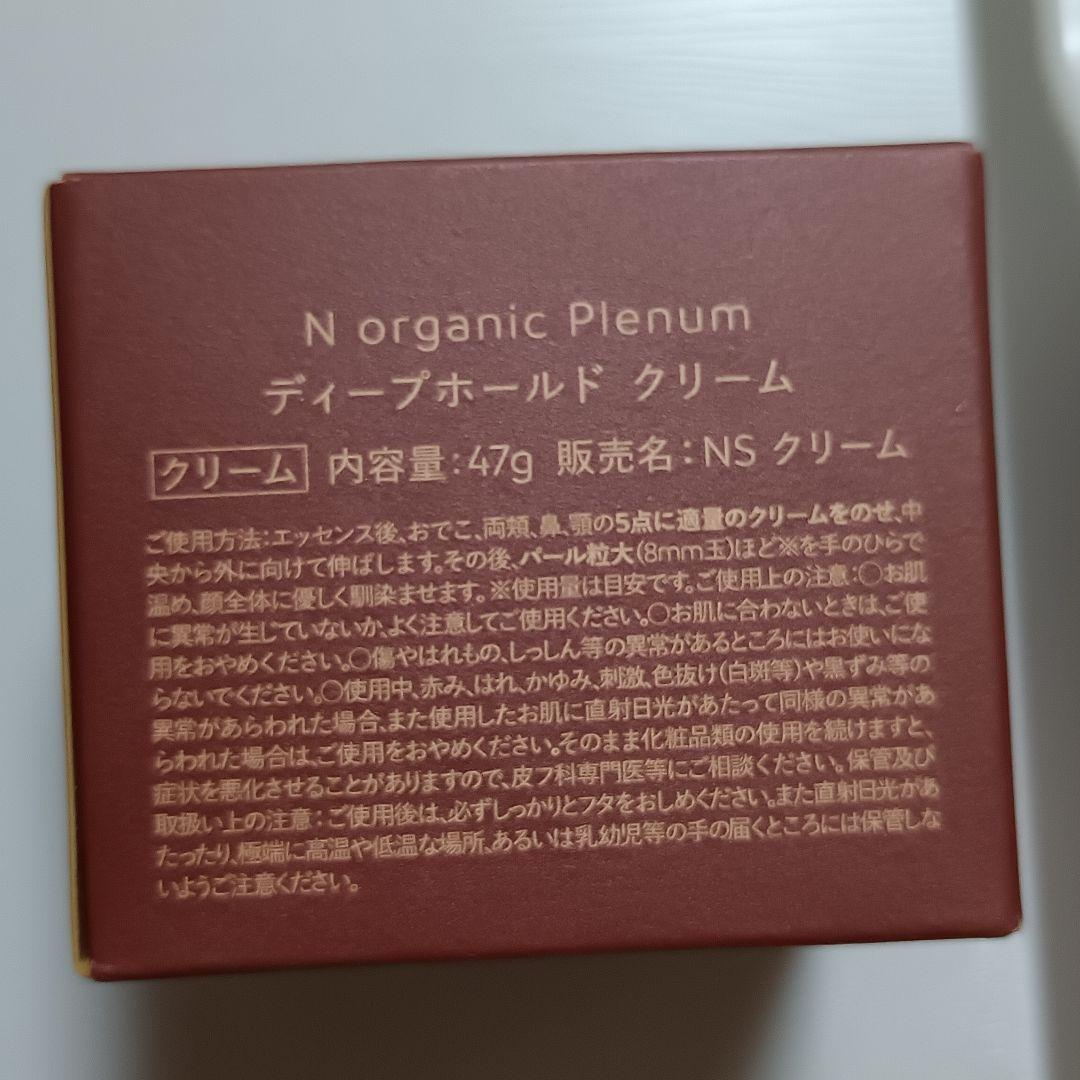 N organic Plenum
ディープホールド クリーム
クリーム 内容量:47g 販売名:NS クリーム
ご使用方法:エッセンス後、おでこ、両頬、鼻、顎の5点に適量のクリームをのせ、中
央から外に向けて伸ばします。その後、パール粒大(8mm玉)ほど※を手のひらで
温め、顔全体に優しく馴染ませます。※使用量は目安です。ご使用上の注意:○お肌
に異常が生じていないか、よく注意してご使用ください。○お肌に合わないときは、ご使
用をおやめください。○傷やはれもの、しっしん等の異常があるところにはお使いにな
らないでください。○使用中、赤み、はれ、かゆみ、刺激、色抜け(白斑等)や黒ずみ等の
異常があらわれた場合、また使用したお肌に直射日光があたって同様の異常があ
らわれた場合は、ご使用をおやめください。そのまま化粧品類の使用を続けますと、
症状を悪化させることがありますので、皮フ科専門医等にご相談ください。保管及び
取扱い上の注意:ご使用後は、必ずしっかりとフタをおしめください。また直射日光があ
たったり、極端に高温や低温な場所、あるいは乳幼児等の手の届くところには保管しな
いようご注意ください。